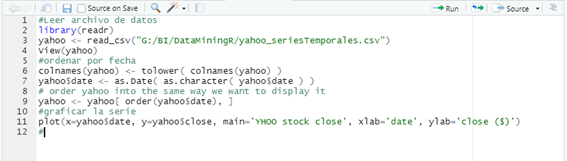 Source on Save
Run
Source
1 #Leer archivo de datos
2 library(readr)
3 yahoo <- read_csv("G:/BI/DataMiningR/yahoo_seriesTemporales.csv")
4 View(yahoo)
5 #ordenar por fecha
6 colnames(yahoo) <- tolower( colnames(yahoo) )
7 yahoo$date <- as.Date( as.character( yahoo$date ) )
8 # order yahoo into the same way we want to display it
9 yahoo <- yahoo[ order(yahoo$date), ]
10 #graficar la serie
11 plot(x=yahoo$date, y=yahoo$close, main='YHOO stock close', xlab='date', ylab='close ($)')
12 #